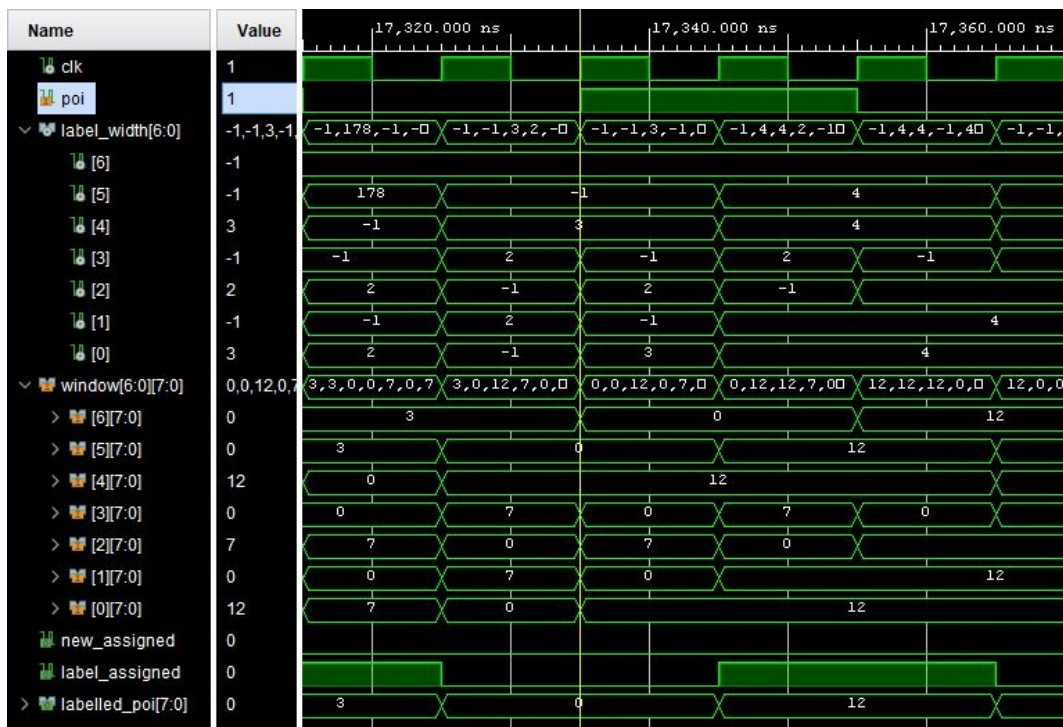 Name Value 17,320.000 ns 17,340.000 ns 17,360.000 ns
clk 1
poi 1
label_width[6:0] -1,-1,3,-1, -1,178,-1,- -1,-1,3,2,- -1,-1,3,-1, -1,4,4,2,-1 -1,4,4,-1,4 -1,-1,
[6] -1
[5] -1 178 -1 4
[4] 3 -1 3 4
[3] -1 -1 2 -1 2 -1
[2] 2 2 -1 2 -1
[1] -1 -1 2 -1 4
[0] 3 2 -1 3 4
window[6:0][7:0] 0,0,12,0,7 3,3,0,0,7,0,7 3,0,12,7,0, 0,0,12,0,7, 0,12,12,7,0 12,12,12,0, 12,0,0
[6][7:0] 0 3 0 12
[5][7:0] 0 3 0 12
[4][7:0] 12 0 12
[3][7:0] 0 0 7 0 7 0
[2][7:0] 7 7 0 7 0
[1][7:0] 0 0 7 0 12
[0][7:0] 12 7 0 12
new_assigned 0
label_assigned 0
labelled_poi[7:0] 0 3 0 12